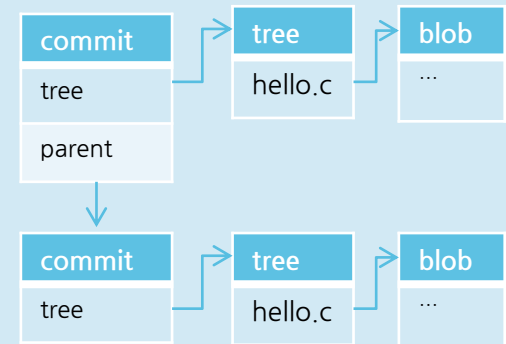 commit
tree
parent
tree
hello.c
blob
...
commit
tree
tree
hello.c
blob
...